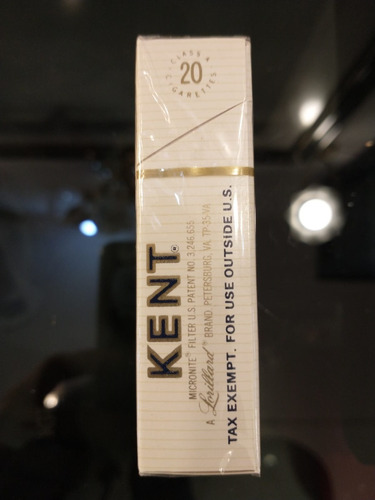 CLASS A
20
CIGARETTES
KENT
MICRONITE® FILTER U.S. PATENT NO. 3,246,655
A Lorillard® BRAND, PETERSBURG, VA, TP-35-VA
TAX EXEMPT. FOR USE OUTSIDE U.S.